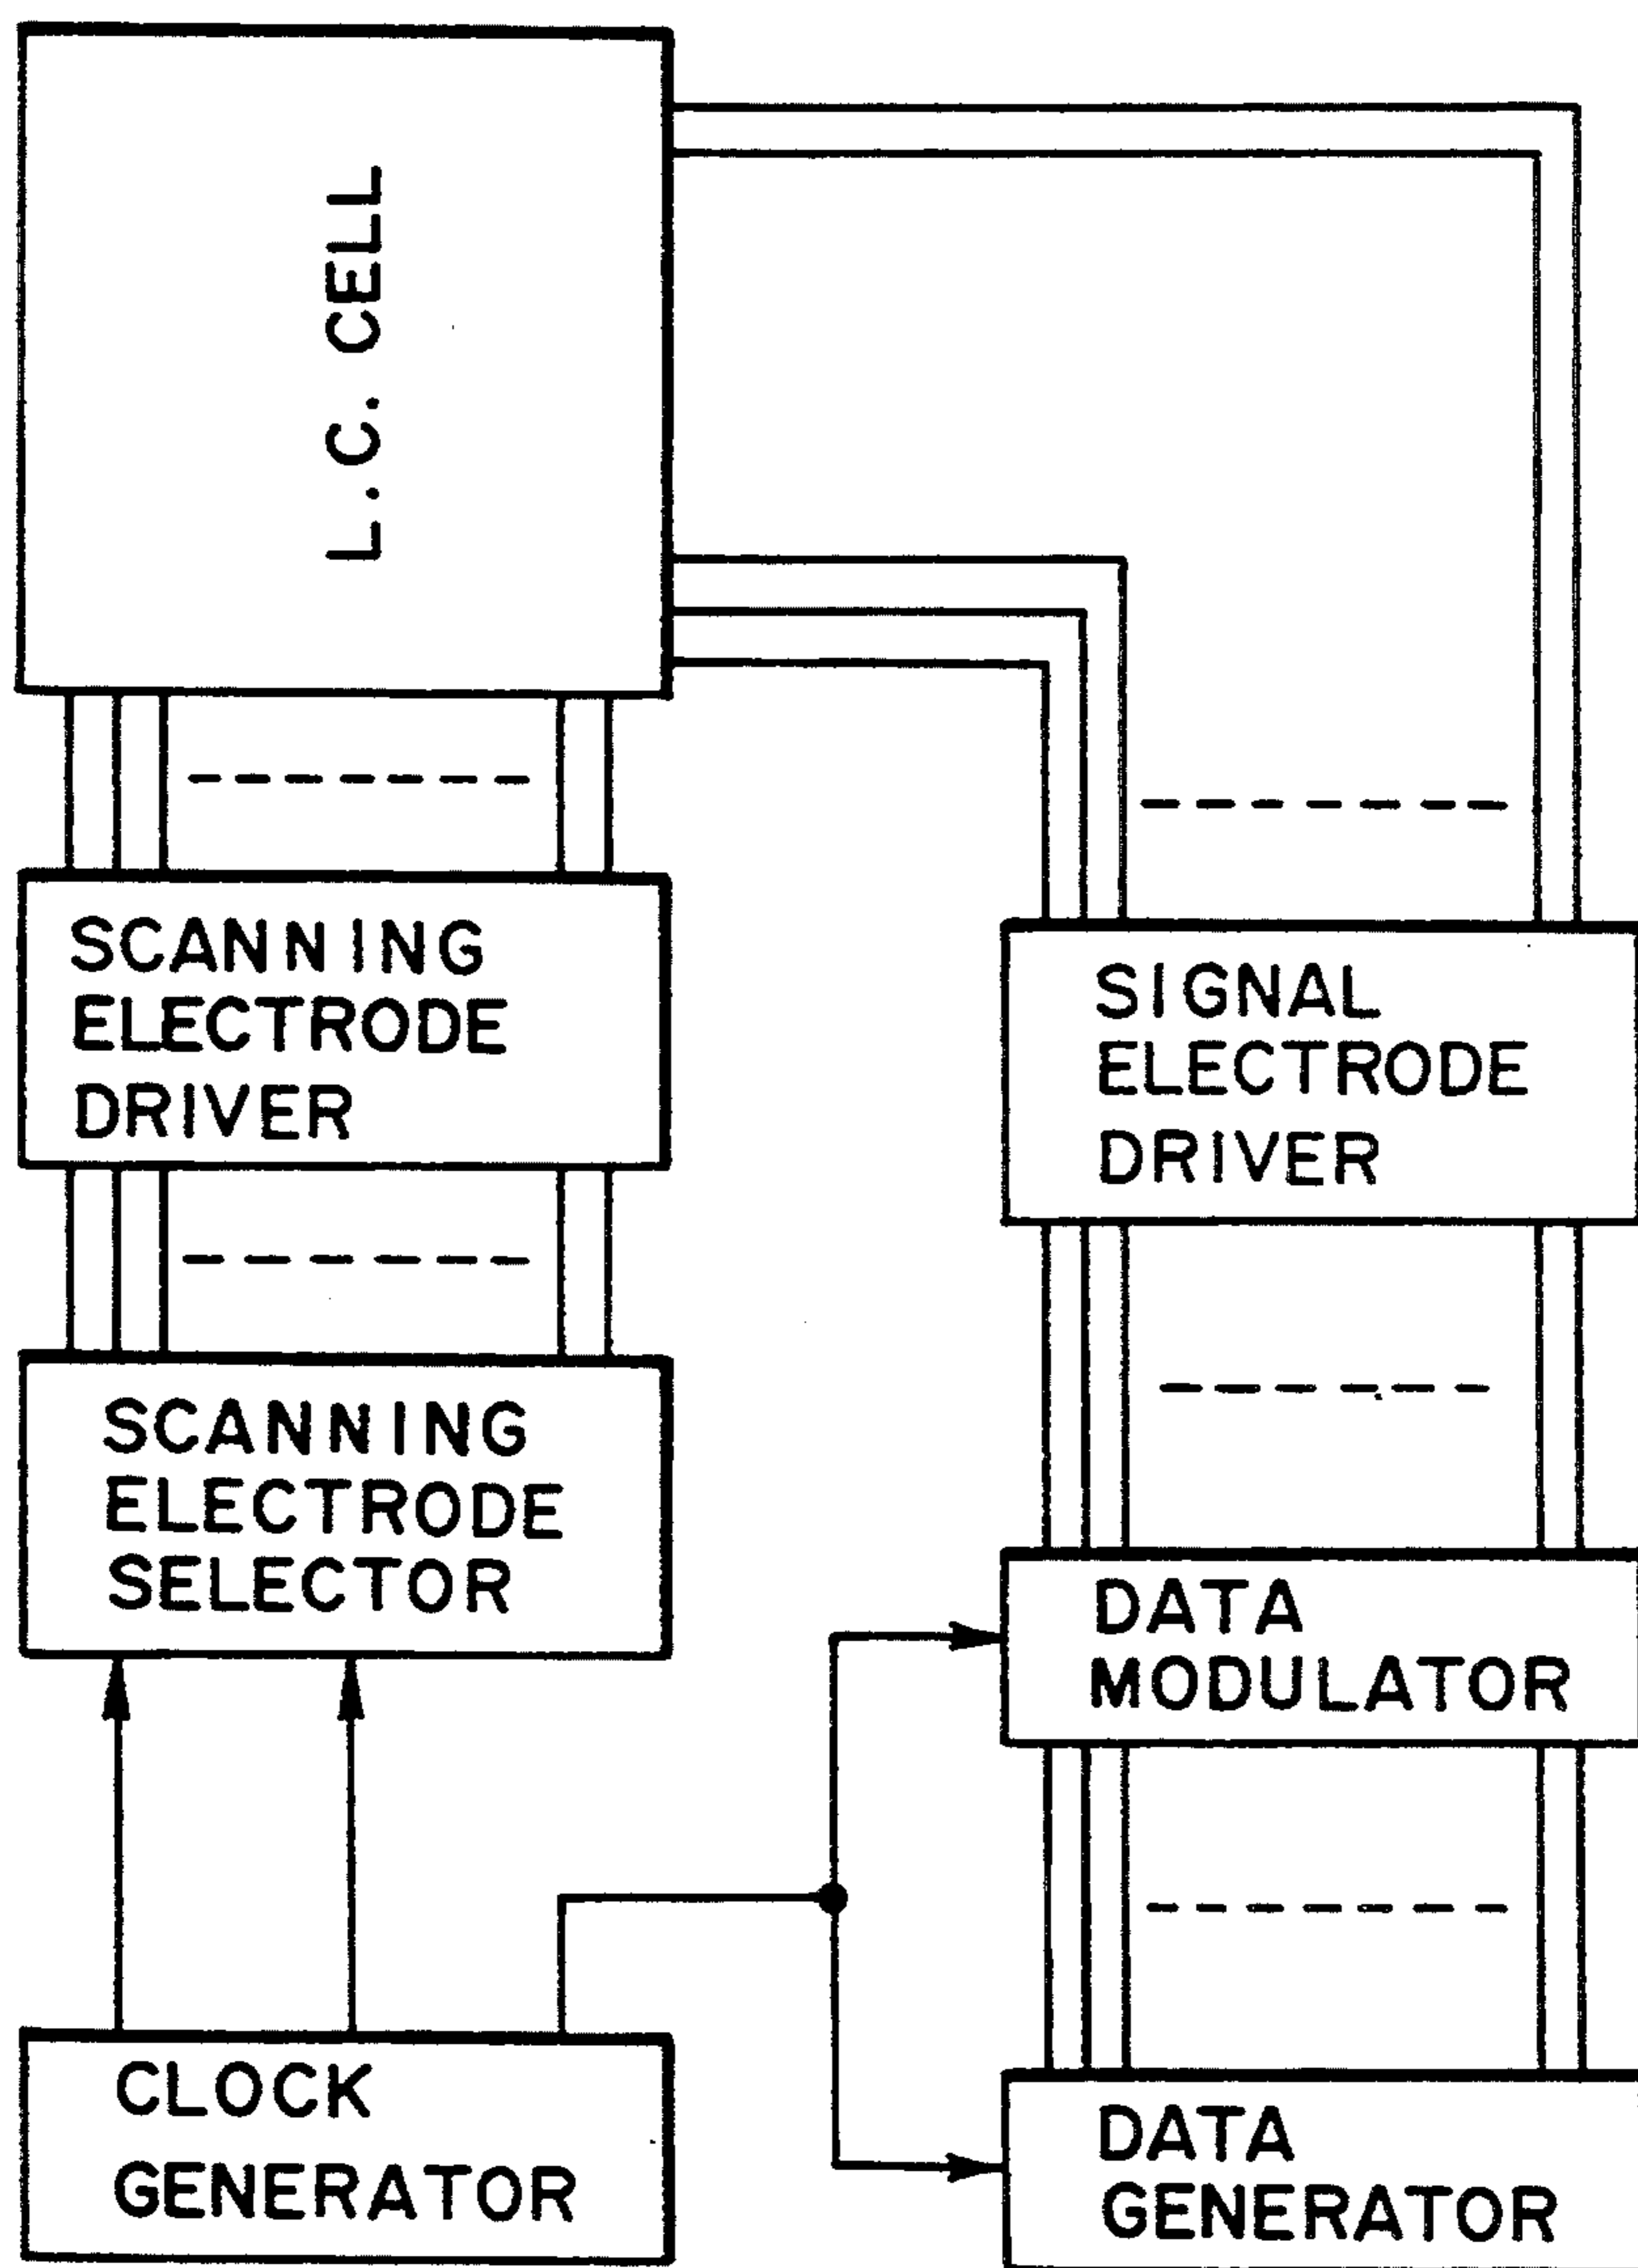 L.C. CELL
SCANNING
ELECTRODE
DRIVER
SIGNAL
ELECTRODE
DRIVER
SCANNING
ELECTRODE
SELECTOR
DATA
MODULATOR
CLOCK
GENERATOR
DATA
GENERATOR